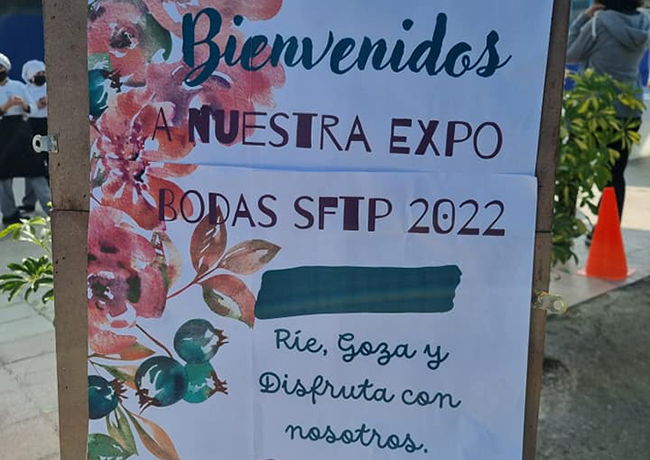 Bienvenidos
A NUESTRA EXPO
BODAS SFTP 2022
Ríe, Goza y
Disfruta con
nosotros.